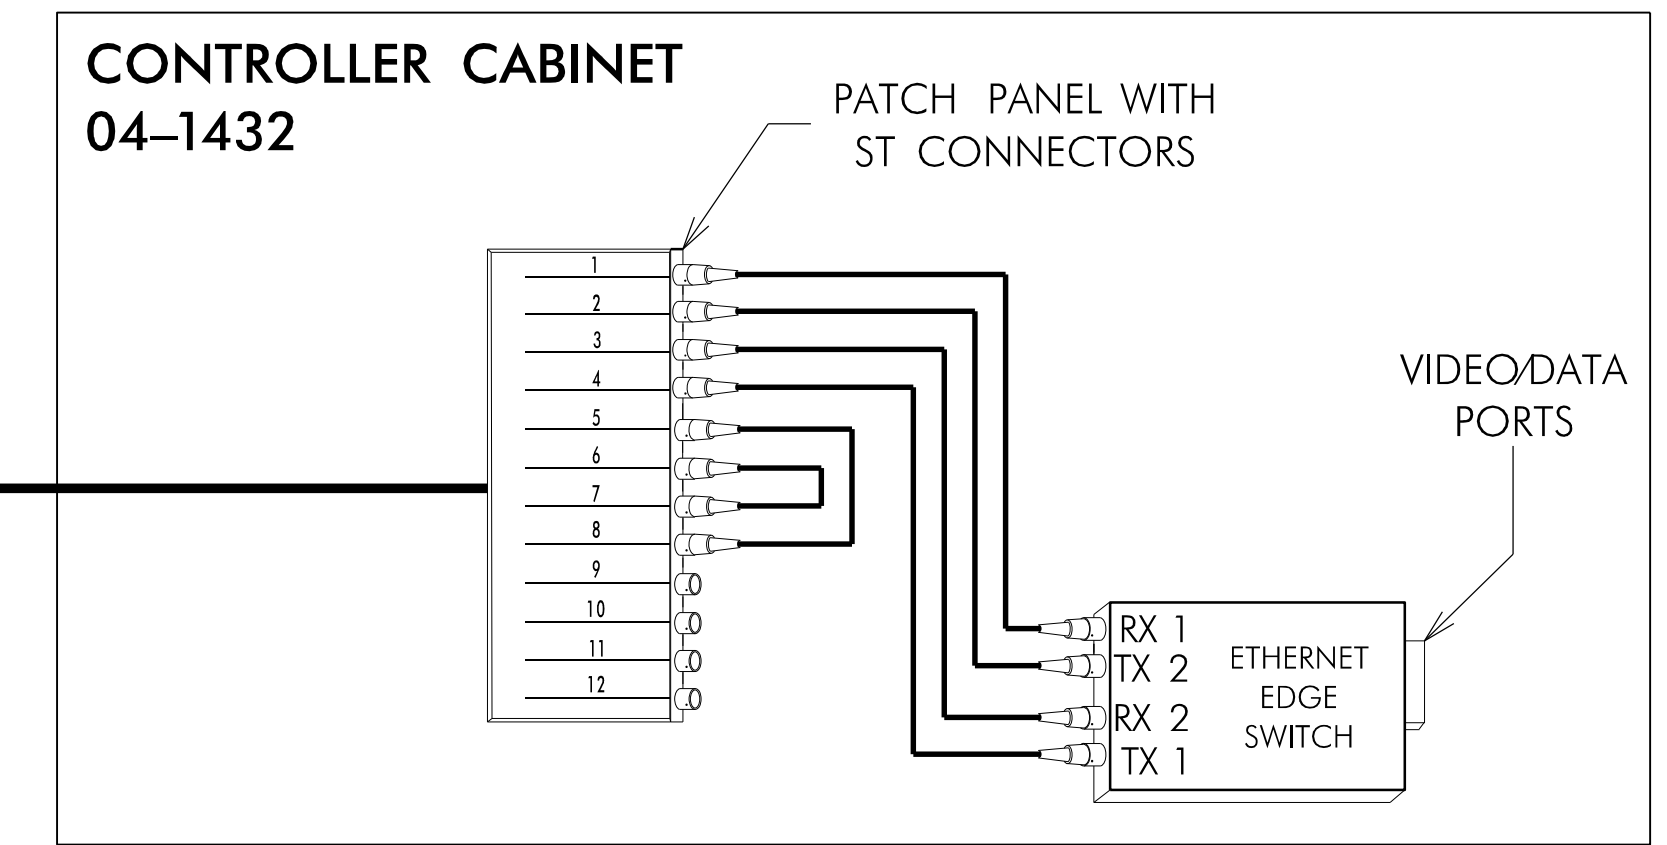 CONTROLLER CABINET
04–1432
PATCH PANEL WITH
ST CONNECTORS
1
2
3
4
5
6
7
8
9
10
11
12
VIDEO/DATA
PORTS
RX 1
TX 2
RX 2
TX 1
ETHERNET
EDGE
SWITCH